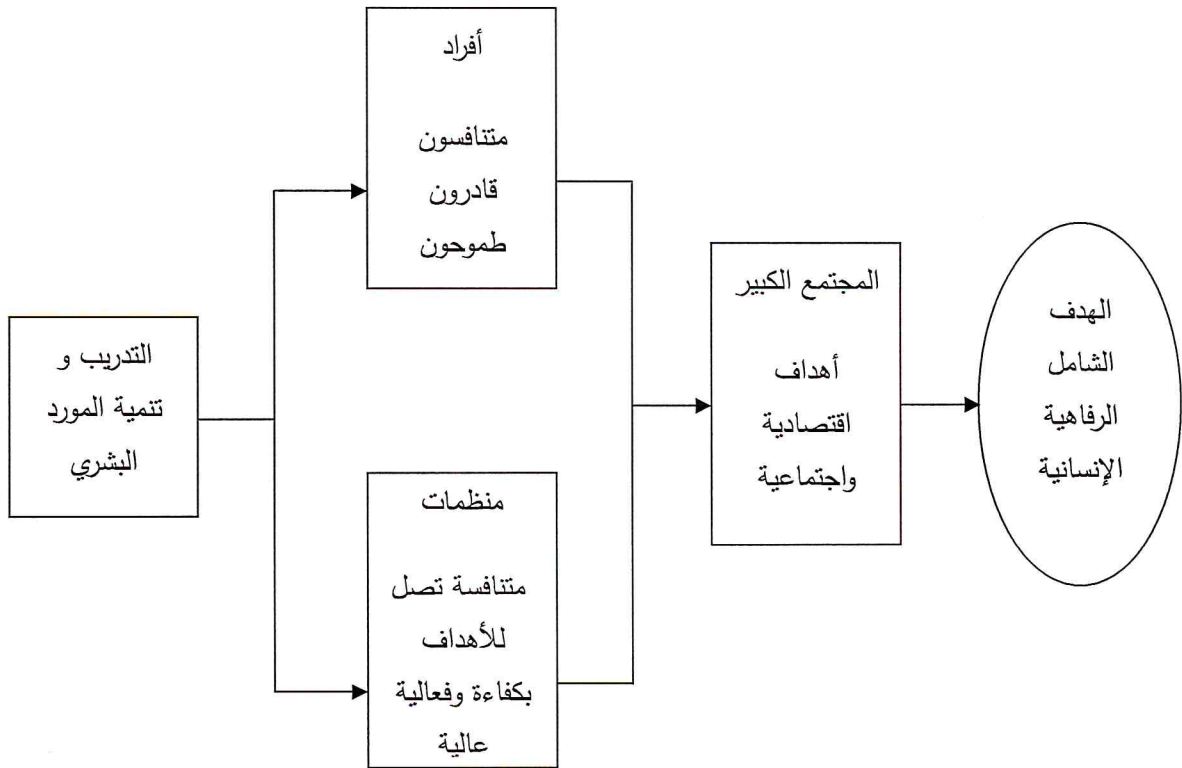 التدريب و
تنمية المورد
البشري
أفراد
متنافسون
قادرون
طموحون
منظمات
متنافسة تصل
للأهداف
بكفاءة وفعالية
عالية
المجتمع الكبير
أهداف
اقتصادية
واجتماعية
الهدف
الشامل
الرفاهية
الإنسانية